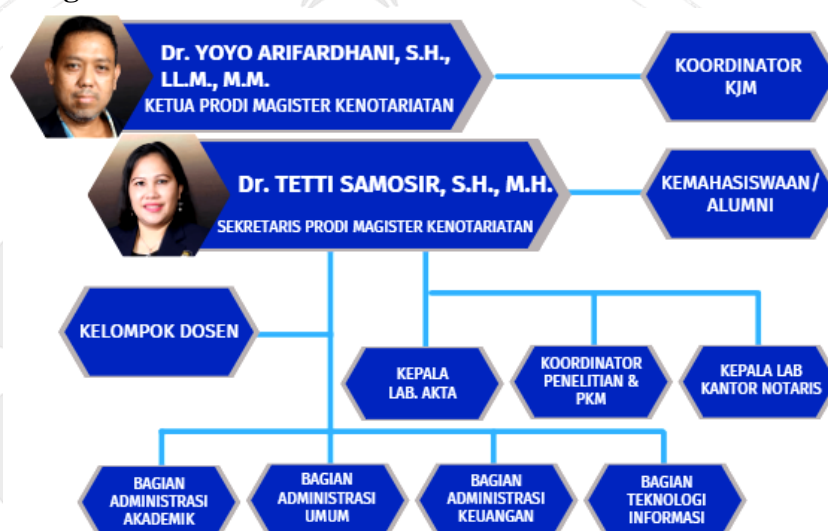 Dr. YOYO ARIFARDHANI, S.H.,
LL.M., M.M.
KETUA PRODI MAGISTER KENOTARIATAN
KOORDINATOR
KJM
Dr. TETTI SAMOSIR, S.H., M.H.
SEKRETARIS PRODI MAGISTER KENOTARIATAN
KEMAHASISWAAN/
ALUMNI
KELOMPOK DOSEN
KEPALA
LAB. AKTA
KOORDINATOR
PENELITIAN &
PKM
KEPALA LAB
KANTOR NOTARIS
BAGIAN
ADMINISTRASI
AKADEMIK
BAGIAN
ADMINISTRASI
UMUM
BAGIAN
ADMINISTRASI
KEUANGAN
BAGIAN
TEKNOLOGI
INFORMASI